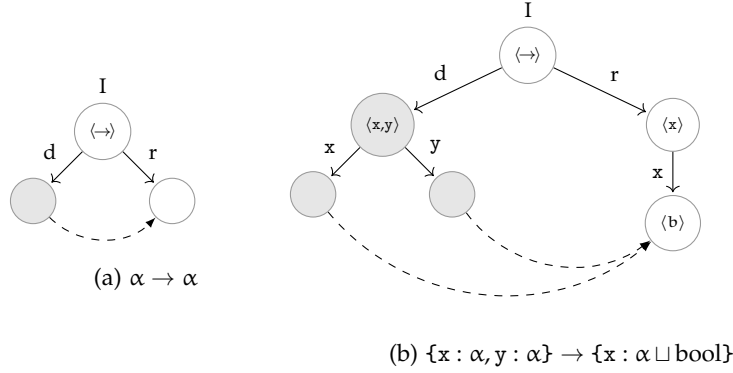 I
⟨→⟩
d
r
⟨x,y⟩
⟨x⟩
x
y
x
⟨b⟩
(b) {x : α, y : α} → {x : α ⊔ bool}
I
⟨→⟩
d
r
(a) α → α